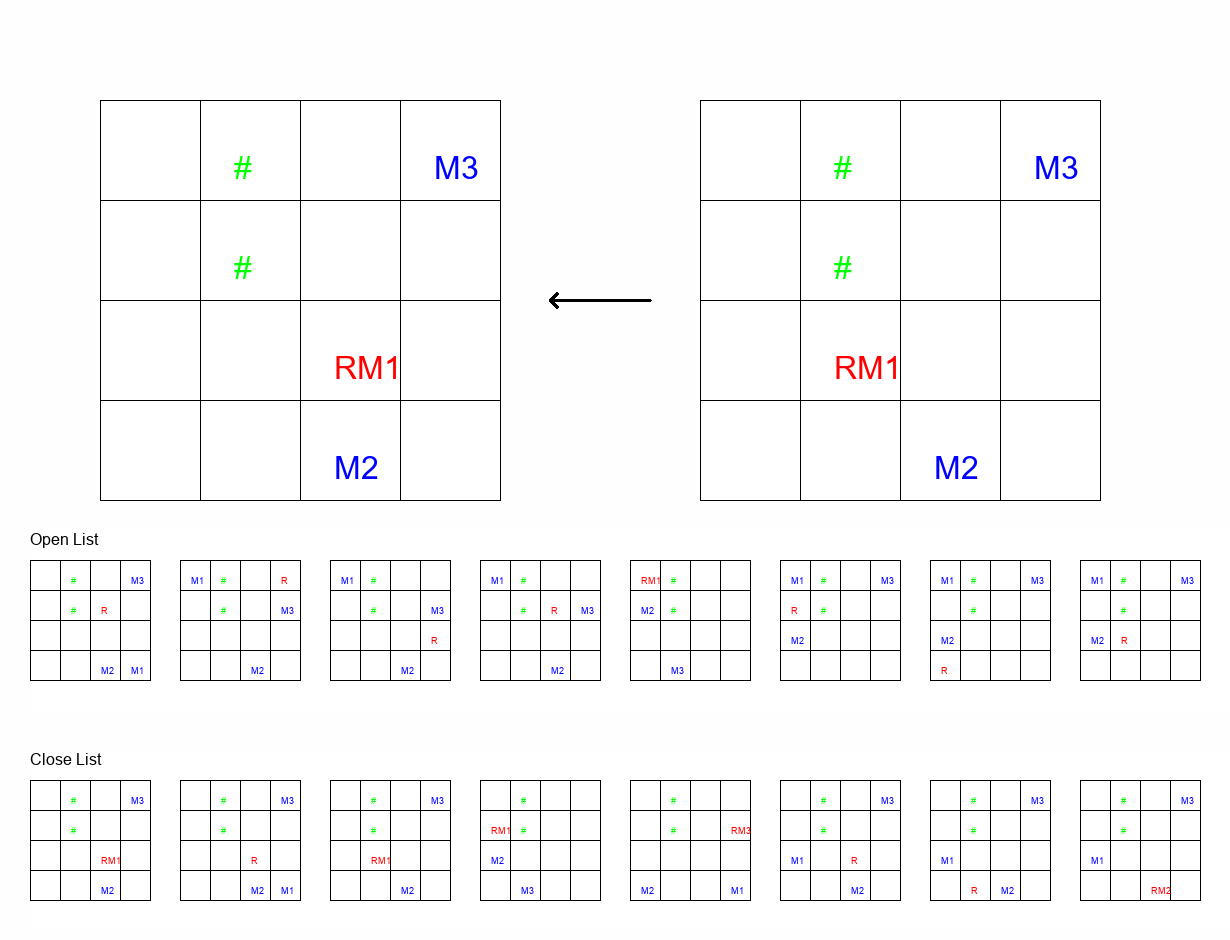 # M3 # M3
# #
RM1 RM1
M2 M2
Open List
# M3 M1 # R M1 # M1 # RM1 # M1 # M3 M1 # M3 M1 # M3
# R # M3 # M3 # R M3 M2 # R # # #
R M2 M2 M2 R
M2 M1 M2 M2 M2 M3 R
Close List
# M3 # M3 # M3 # # # M3 # M3 # M3
# # # RM1 # # RM3 # # #
RM1 R RM1 M2 M1 R M1 M1
M2 M2 M1 M2 M3 M2 M1 M2 R M2 RM2